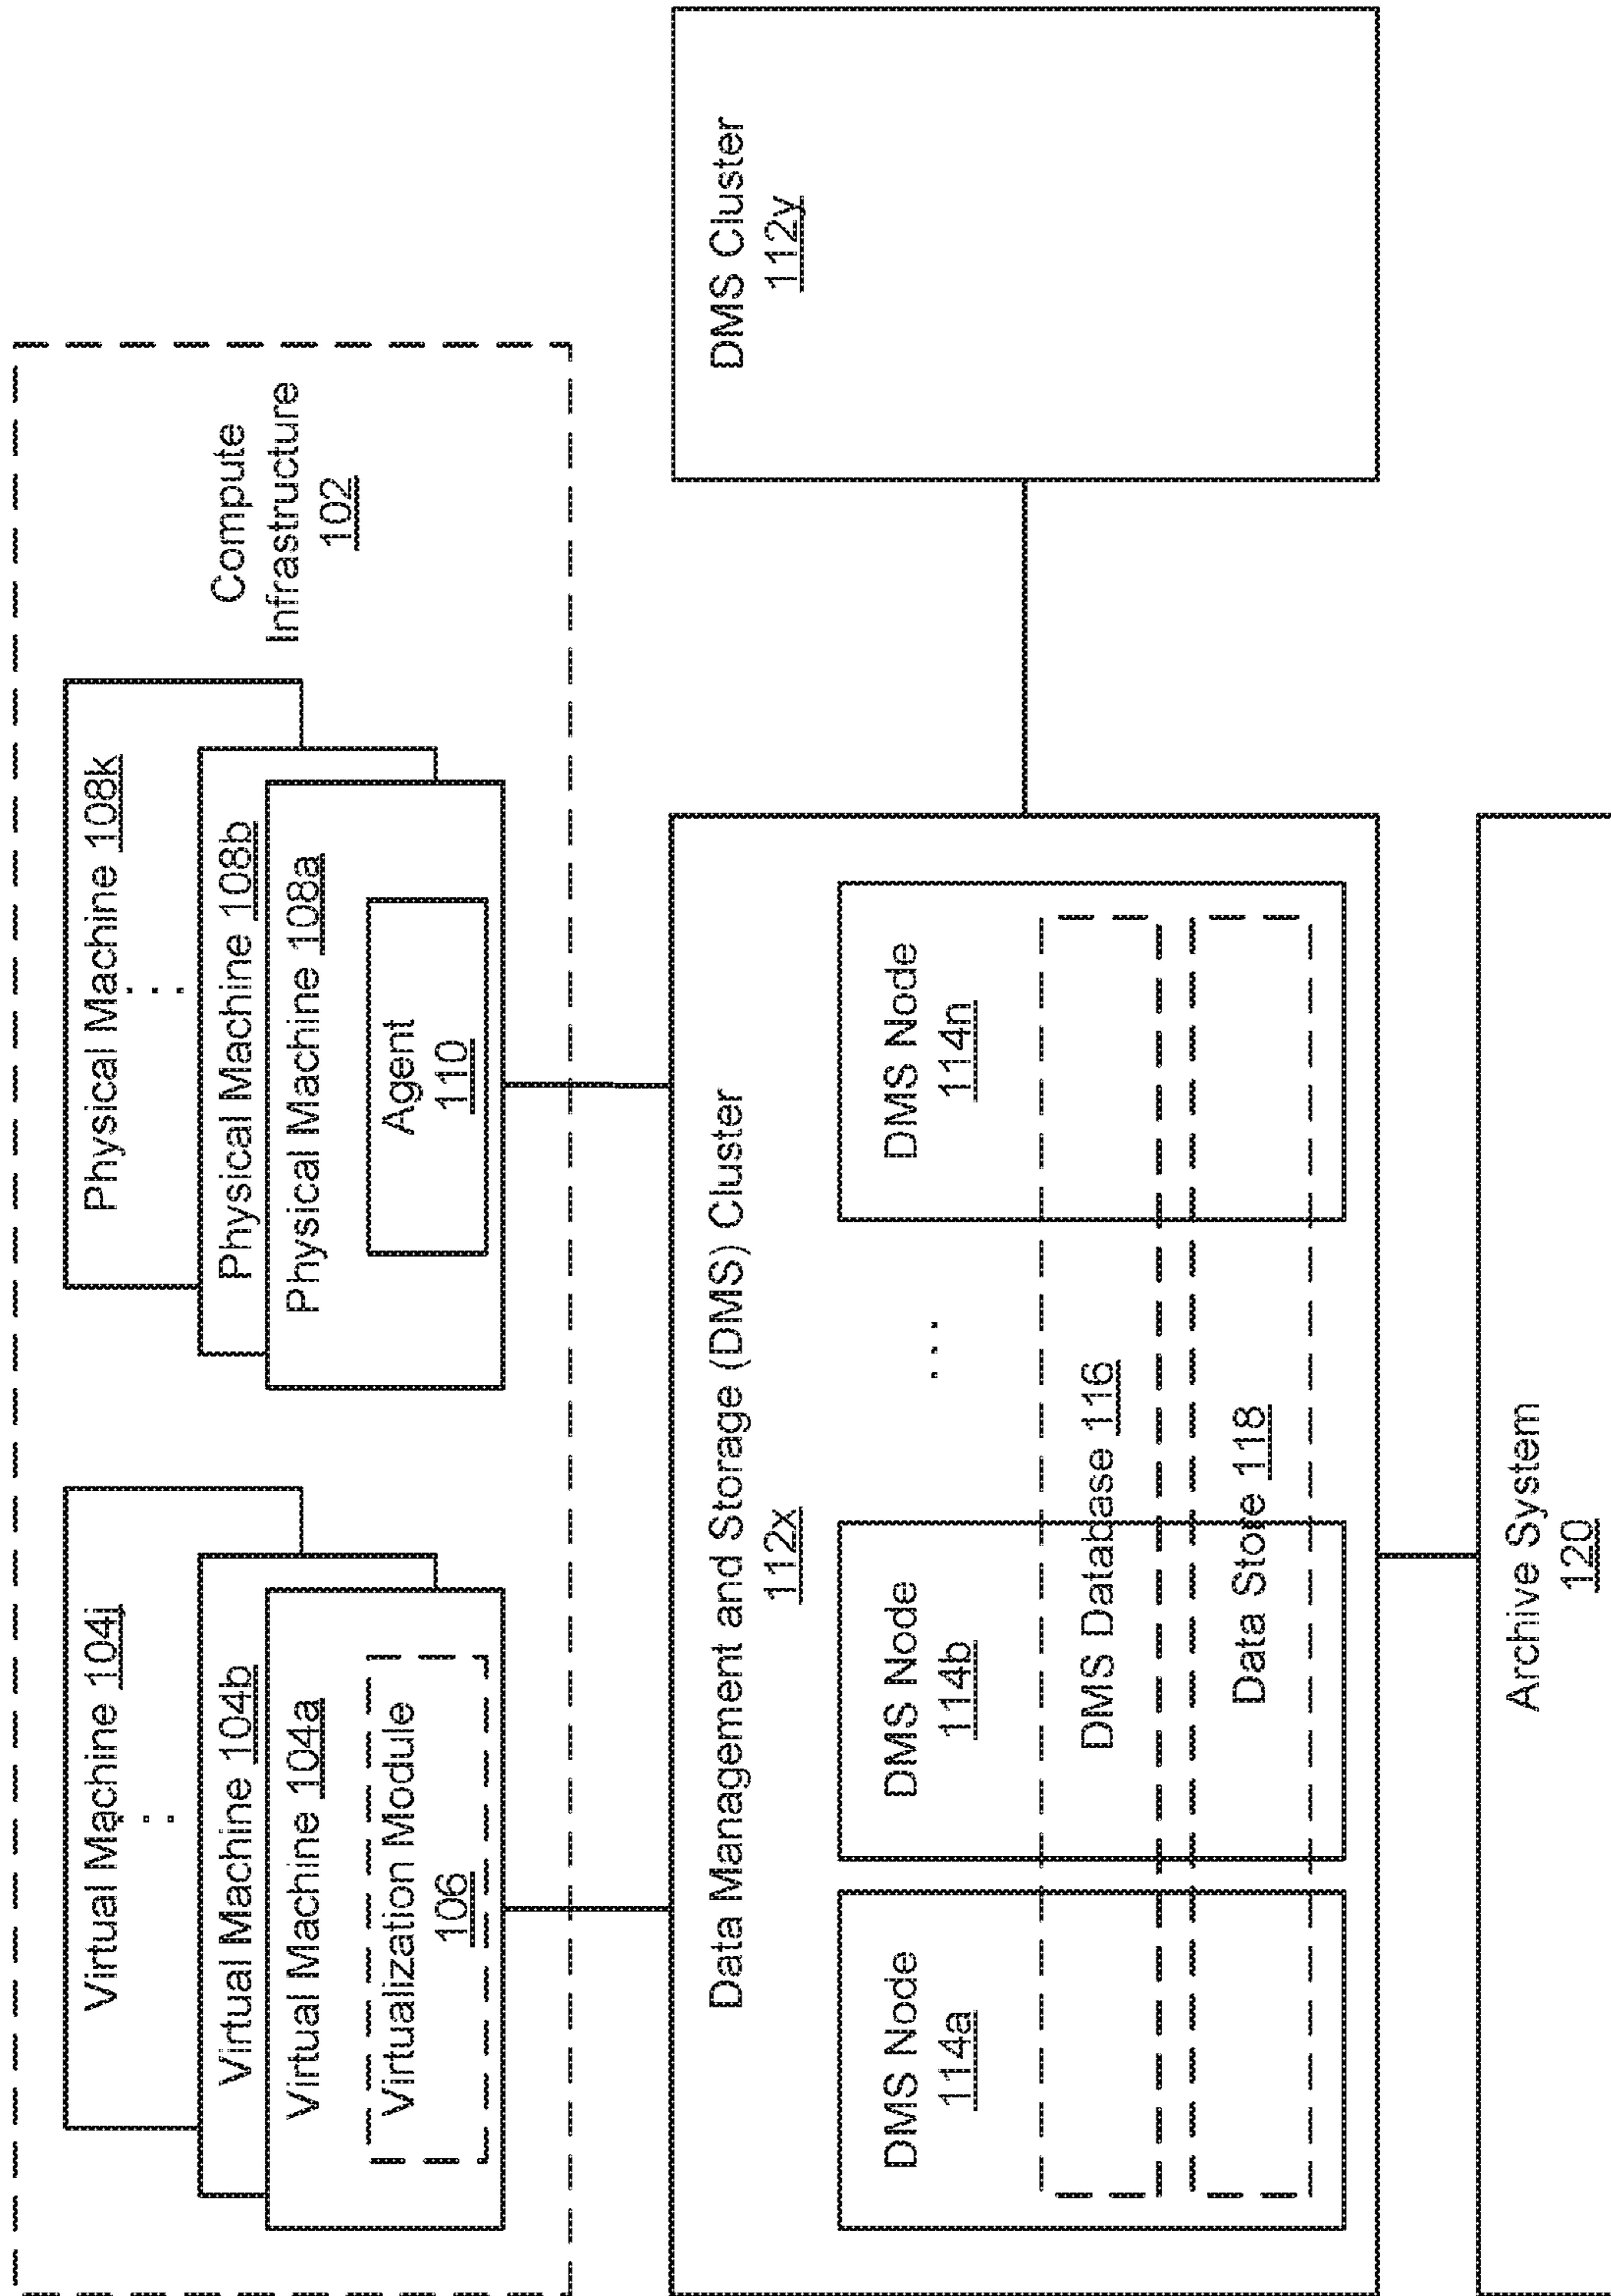 Virtual Machine 104j
...
Virtual Machine 104b
Virtual Machine 104a
Virtualization Module
106
Physical Machine 108k
...
Physical Machine 108b
Physical Machine 108a
Agent
110
Compute
Infrastructure
102
Data Management and Storage (DMS) Cluster
112x
DMS Node
114a
DMS Node
114b
...
DMS Node
114n
DMS Database 116
Data Store 118
DMS Cluster
112y
Archive System
120